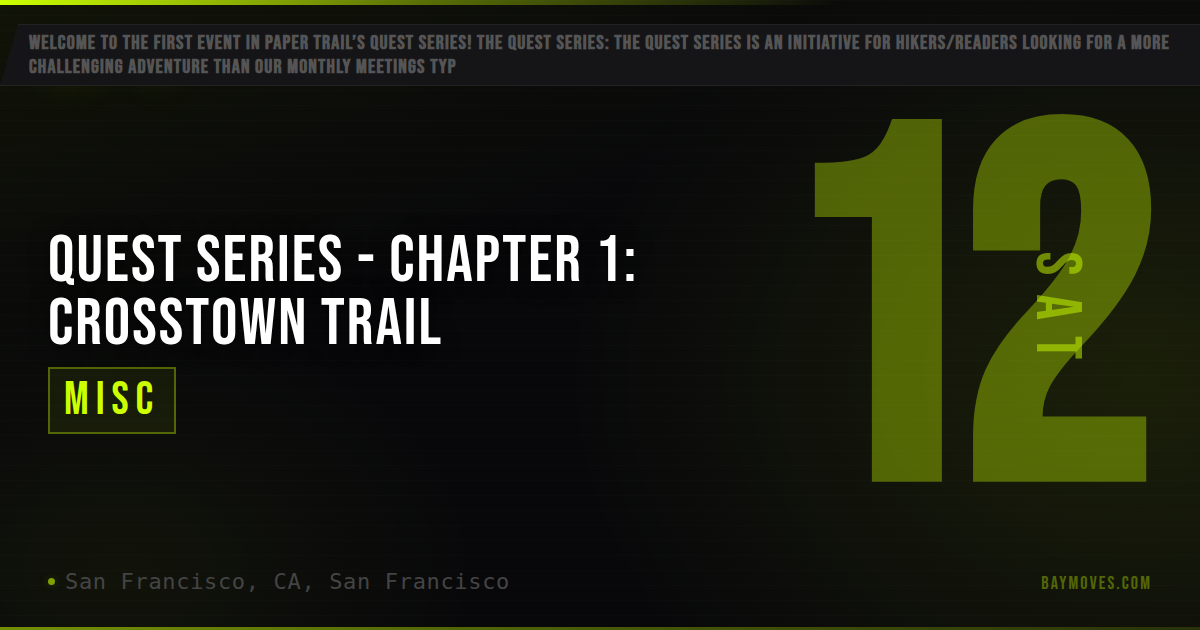 WELCOME TO THE FIRST EVENT IN PAPER TRAIL'S QUEST SERIES! THE QUEST SERIES: THE QUEST SERIES IS AN INITIATIVE FOR HIKERS/READERS LOOKING FOR A MORE
CHALLENGING ADVENTURE THAN OUR MONTHLY MEETINGS TYP
12
SAT
QUEST SERIES - CHAPTER 1:
CROSSTOWN TRAIL
MISC
San Francisco, CA, San Francisco
BAYMOVES.COM